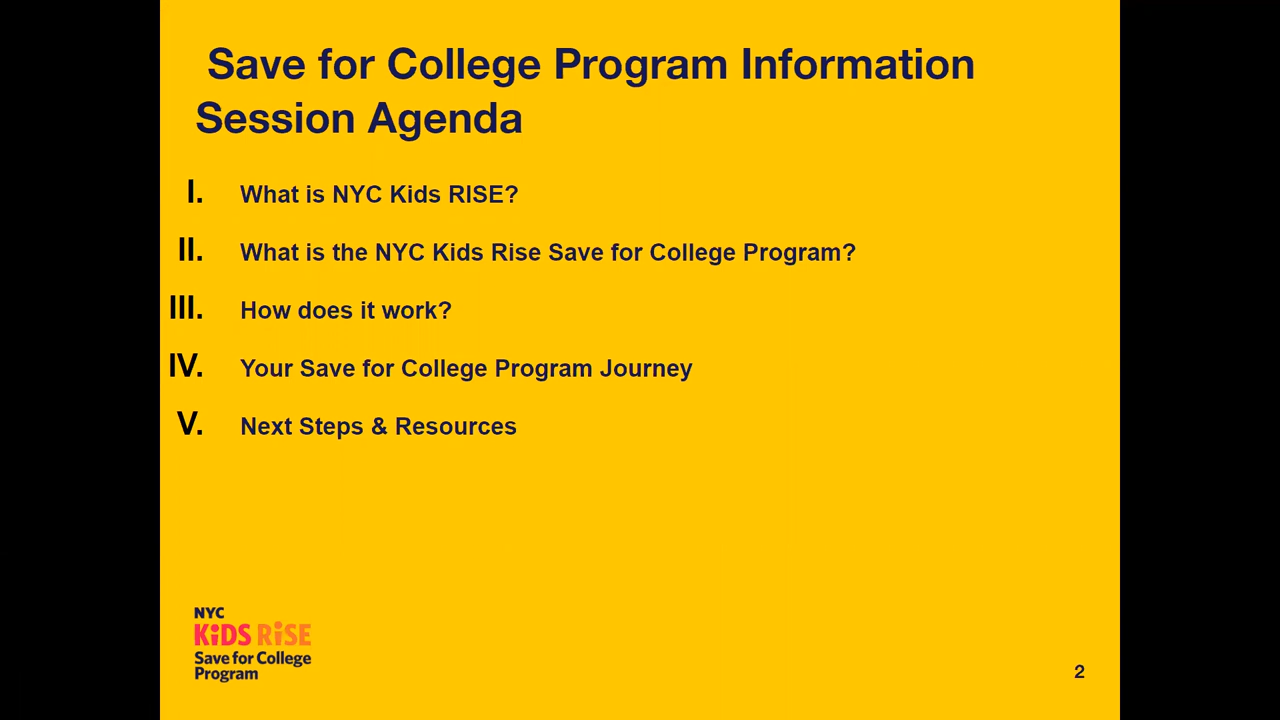 Save for College Program Information
Session Agenda
I. What is NYC Kids RISE?
II. What is the NYC Kids Rise Save for College Program?
III. How does it work?
IV. Your Save for College Program Journey
V. Next Steps & Resources
NYC
KiDS RiSE
Save for College
Program
2